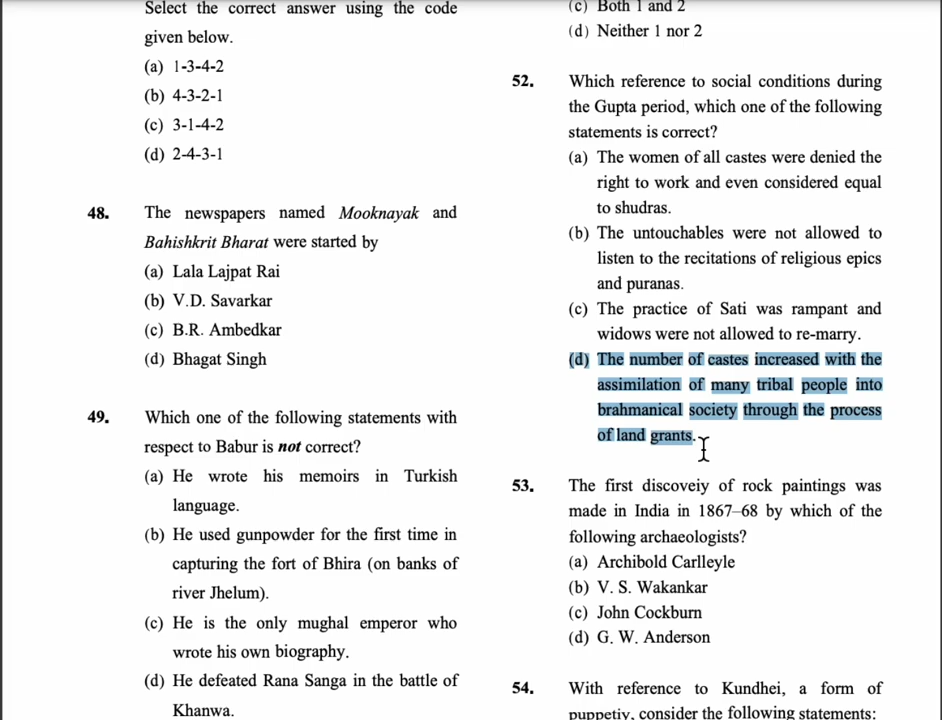 Select the correct answer using the code
given below.
(a) 1-3-4-2
(b) 4-3-2-1
(c) 3-1-4-2
(d) 2-4-3-1
48. The newspapers named Mooknayak and
Bahishkrit Bharat were started by
(a) Lala Lajpat Rai
(b) V.D. Savarkar
(c) B.R. Ambedkar
(d) Bhagat Singh
49. Which one of the following statements with
respect to Babur is not correct?
(a) He wrote his memoirs in Turkish
language.
(b) He used gunpowder for the first time in
capturing the fort of Bhira (on banks of
river Jhelum).
(c) He is the only mughal emperor who
wrote his own biography.
(d) He defeated Rana Sanga in the battle of
Khanwa.
(c) Both 1 and 2
(d) Neither 1 nor 2
52. Which reference to social conditions during
the Gupta period, which one of the following
statements is correct?
(a) The women of all castes were denied the
right to work and even considered equal
to shudras.
(b) The untouchables were not allowed to
listen to the recitations of religious epics
and puranas.
(c) The practice of Sati was rampant and
widows were not allowed to re-marry.
(d) The number of castes increased with the
assimilation of many tribal people into
brahmanical society through the process
of land grants.
53. The first discoveiy of rock paintings was
made in India in 1867–68 by which of the
following archaeologists?
(a) Archibold Carlleyle
(b) V. S. Wakankar
(c) John Cockburn
(d) G. W. Anderson
54. With reference to Kundhei, a form of
puppetiy, consider the following statements: